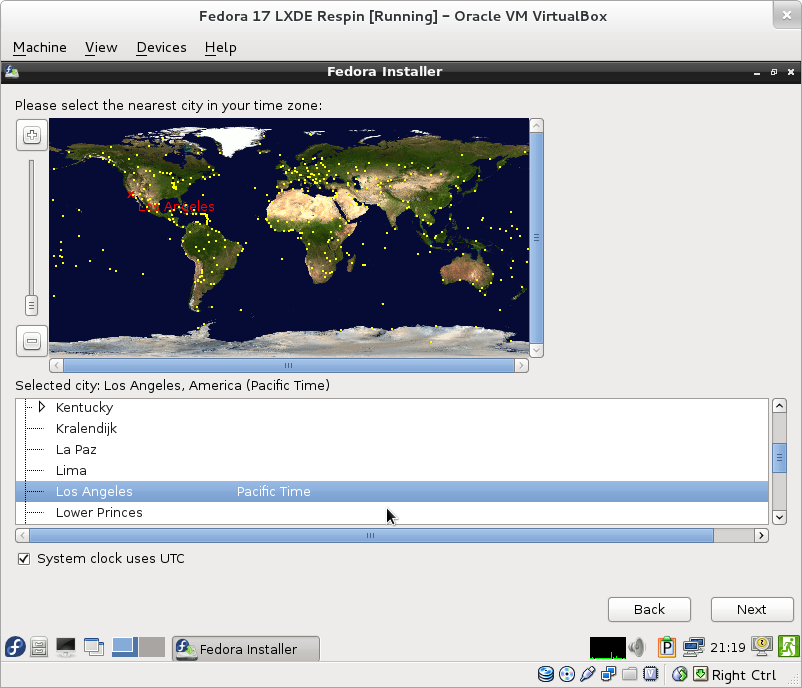 Fedora 17 LXDE Respin [Running] – Oracle VM VirtualBox
Machine View Devices Help
Fedora Installer
Please select the nearest city in your time zone:
Los Angeles
Selected city: Los Angeles, America (Pacific Time)
Kentucky
Kralendijk
La Paz
Lima
Los Angeles Pacific Time
Lower Princes
System clock uses UTC
Back Next
Fedora Installer 21:19
Right Ctrl